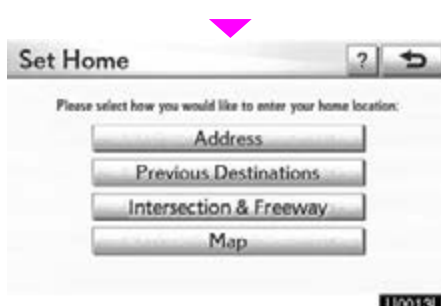 Set Home ?
Please select how you would like to enter your home location:
Address
Previous Destinations
Intersection & Freeway
Map